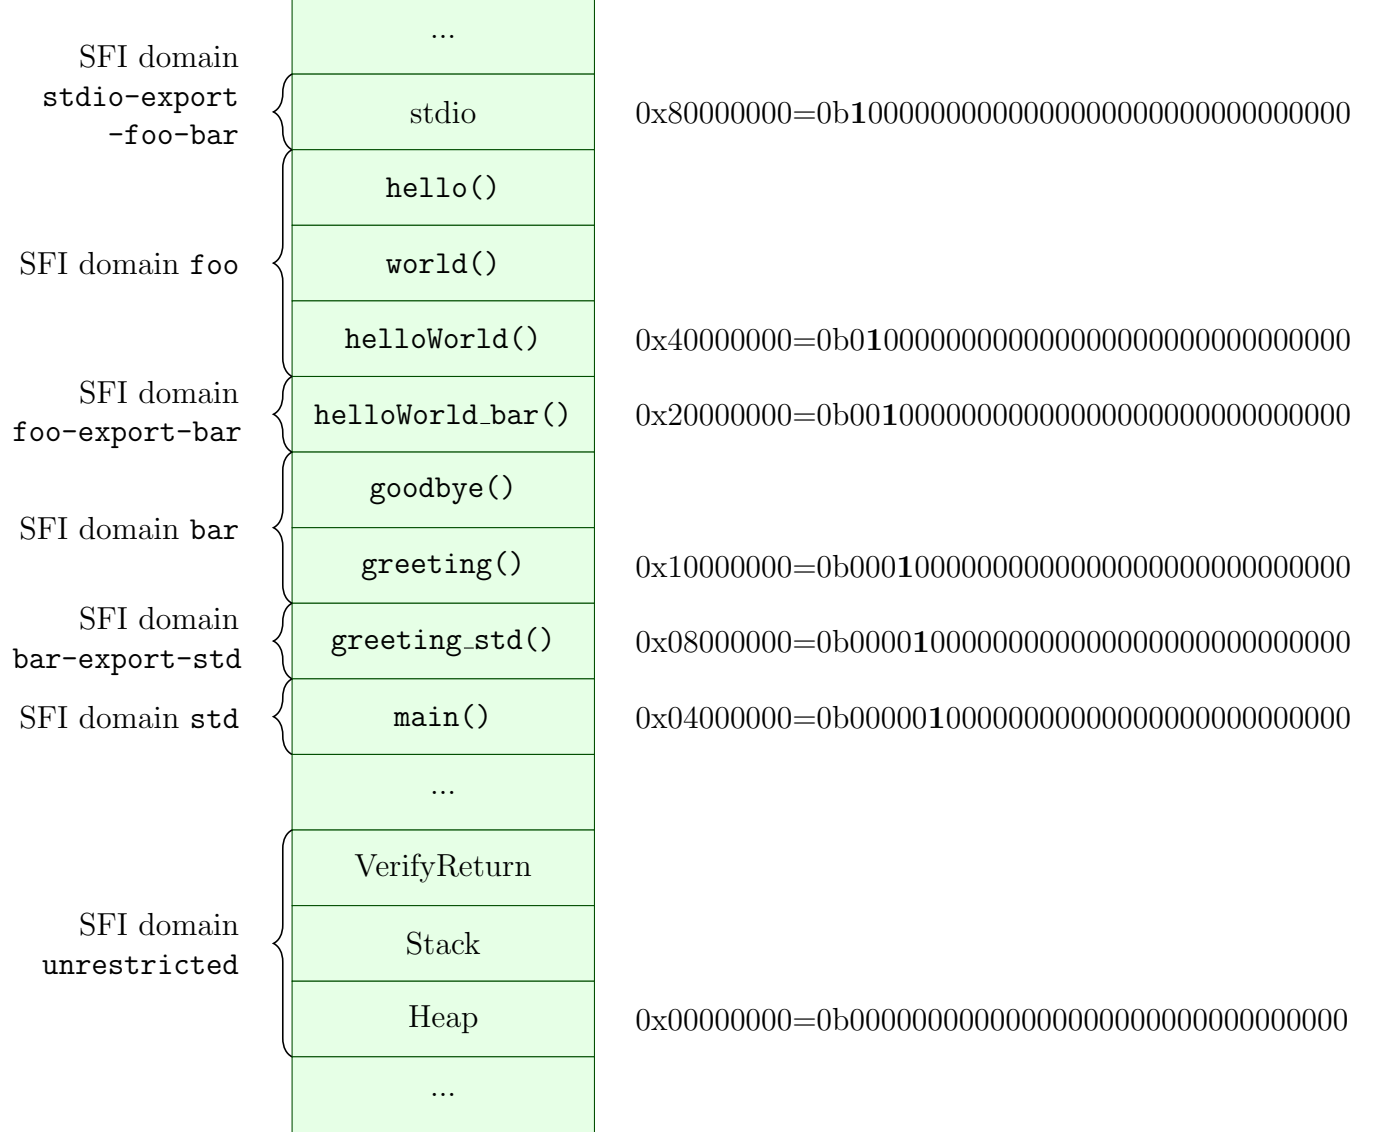 ...
SFI domain
stdio-export
-foo-bar
stdio
0x80000000=0b10000000000000000000000000000000
hello()
SFI domain foo
world()
helloWorld()
0x40000000=0b01000000000000000000000000000000
SFI domain
foo-export-bar
helloWorld_bar()
0x20000000=0b00100000000000000000000000000000
goodbye()
SFI domain bar
greeting()
0x10000000=0b00010000000000000000000000000000
SFI domain
bar-export-std
greeting_std()
0x08000000=0b00001000000000000000000000000000
SFI domain std
main()
0x04000000=0b00000100000000000000000000000000
...
VerifyReturn
SFI domain
unrestricted
Stack
Heap
0x00000000=0b00000000000000000000000000000000
...